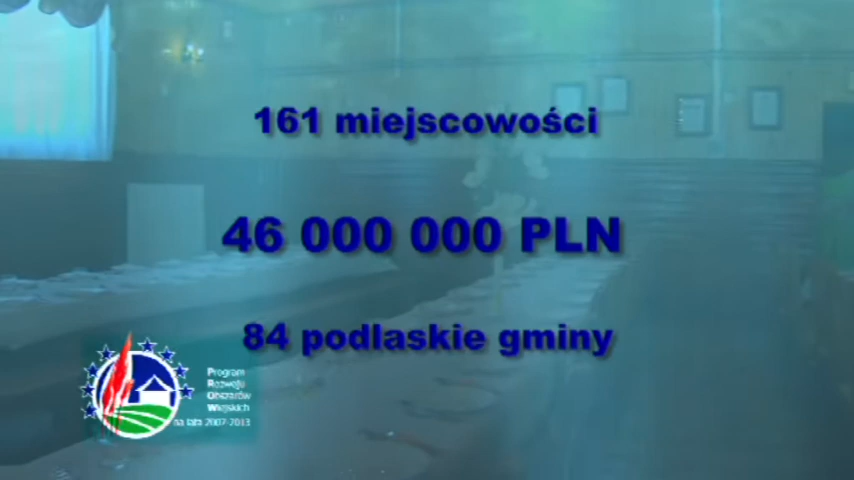 161 miejscowości
46 000 000 PLN
84 podlaskie gminy
Program
Rozwoju
Obszarów
Wiejskich
na lata 2007-2013